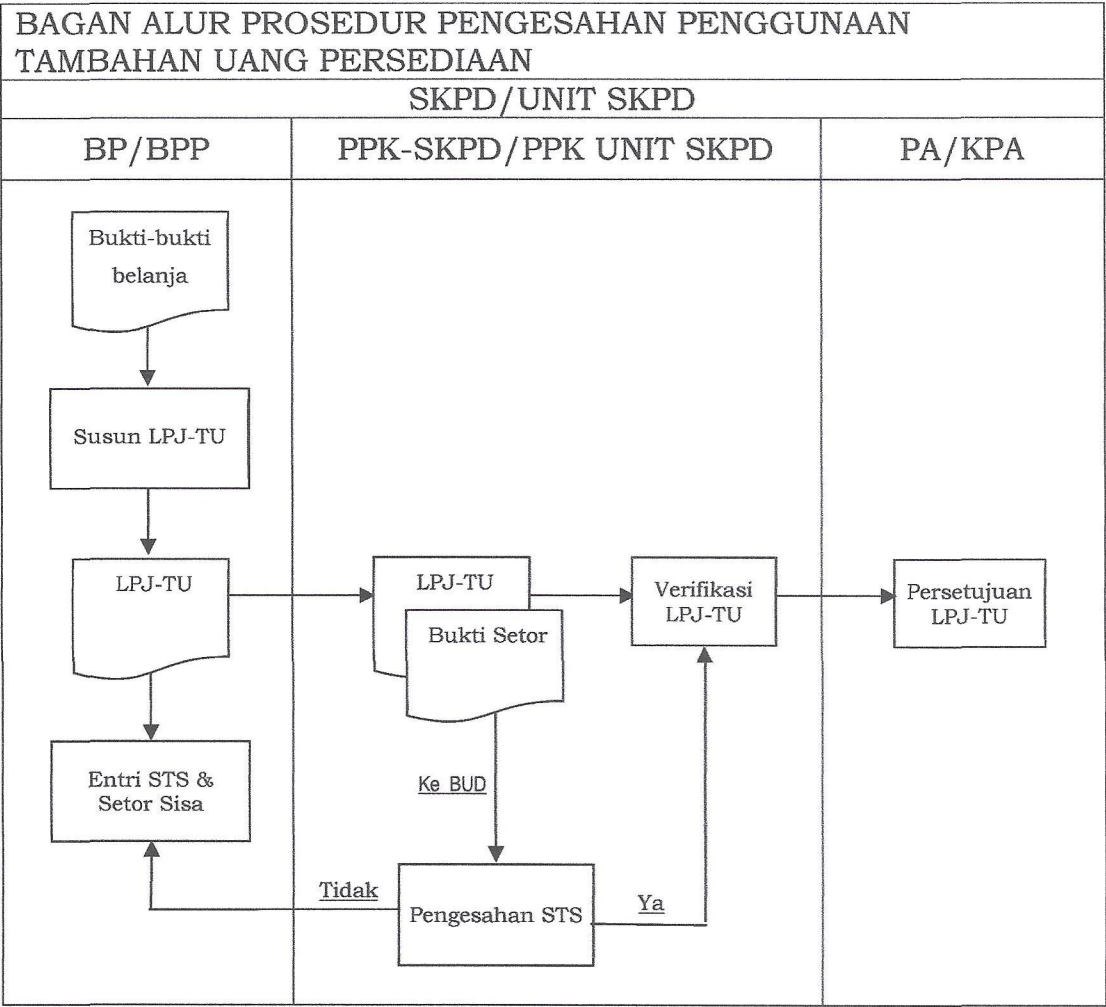 BAGAN ALUR PROSEDUR PENGESAHAN PENGGUNAAN
TAMBAHAN UANG PERSEDIAAN
SKPD/UNIT SKPD
BP/BPP
PPK-SKPD/PPK UNIT SKPD
PA/KPA
Bukti-bukti
belanja
Susun LPJ-TU
LPJ-TU
LPJ-TU
Bukti Setor
Verifikasi
LPJ-TU
Persetujuan
LPJ-TU
Entri STS &
Setor Sisa
Ke BUD
Tidak
Pengesahan STS
Ya